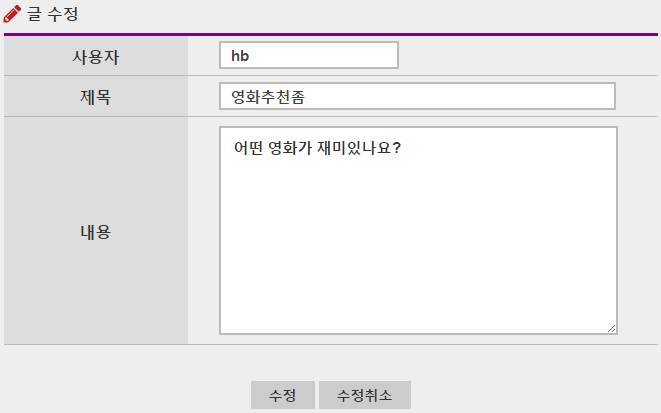 글 수정
사용자 hb
제목 영화추천좀
내용 어떤 영화가 재미있나요?
수정 수정취소